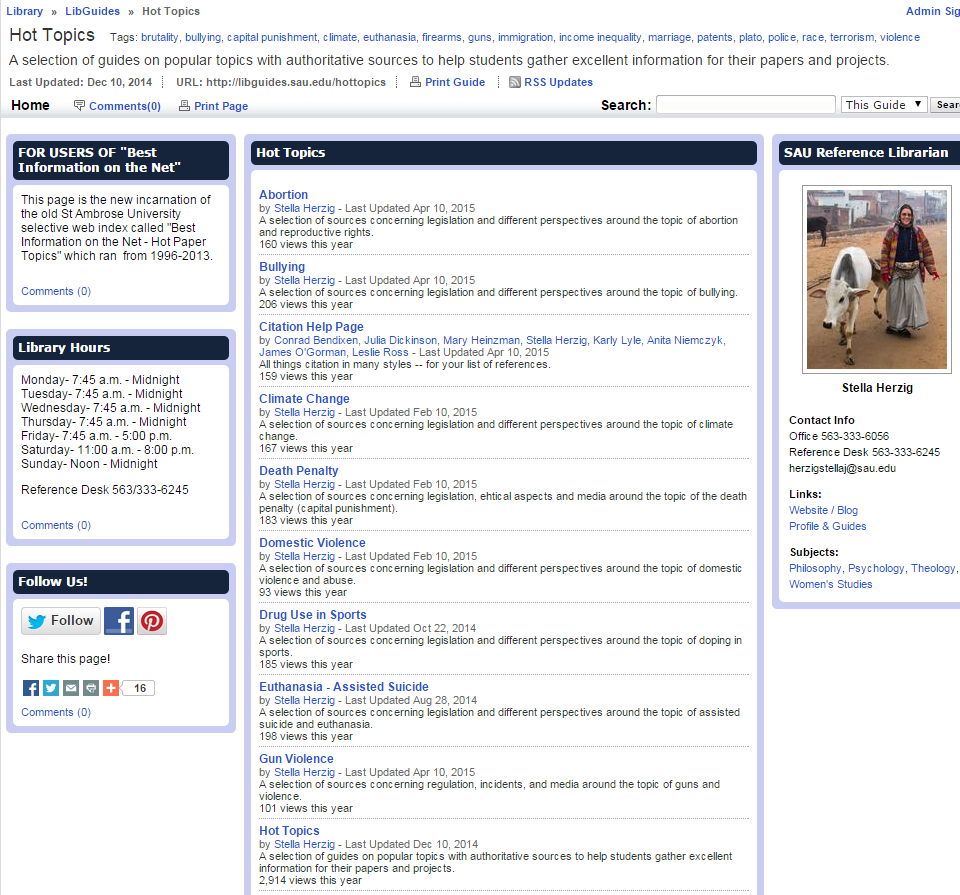 Library » LibGuides » Hot Topics
Admin Sig
Hot Topics Tags: brutality, bullying, capital punishment, climate, euthanasia, firearms, guns, immigration, income inequality, marriage, patents, plato, police, race, terrorism, violence
A selection of guides on popular topics with authoritative sources to help students gather excellent information for their papers and projects.
Last Updated: Dec 10, 2014 URL: http://libguides.sau.edu/hottopics Print Guide RSS Updates
Home Comments(0) Print Page Search: This Guide Sear
FOR USERS OF "Best
Information on the Net"
This page is the new incarnation of
the old St Ambrose University
selective web index called "Best
Information on the Net - Hot Paper
Topics" which ran from 1996-2013.
Comments (0)
Library Hours
Monday- 7:45 a.m. - Midnight
Tuesday- 7:45 a.m. - Midnight
Wednesday- 7:45 a.m. - Midnight
Thursday- 7:45 a.m. - Midnight
Friday- 7:45 a.m. - 5:00 p.m.
Saturday- 11:00 a.m. - 8:00 p.m.
Sunday- Noon - Midnight
Reference Desk 563/333-6245
Comments (0)
Follow Us!
Follow
Share this page!
16
Comments (0)
Hot Topics
Abortion
by Stella Herzig - Last Updated Apr 10, 2015
A selection of sources concerning legislation and different perspectives around the topic of abortion
and reproductive rights.
160 views this year
Bullying
by Stella Herzig - Last Updated Apr 10, 2015
A selection of sources concerning legislation and different perspectives around the topic of bullying.
206 views this year
Citation Help Page
by Conrad Bendixen, Julia Dickinson, Mary Heinzman, Stella Herzig, Karly Lyle, Anita Niemczyk,
James O'Gorman, Leslie Ross - Last Updated Apr 10, 2015
All things citation in many styles -- for your list of references.
159 views this year
Climate Change
by Stella Herzig - Last Updated Feb 10, 2015
A selection of sources concerning legislation and different perspectives around the topic of climate
change.
167 views this year
Death Penalty
by Stella Herzig - Last Updated Feb 10, 2015
A selection of sources concerning legislation, ehtical aspects and media around the topic of the death
penalty (capital punishment).
183 views this year
Domestic Violence
by Stella Herzig - Last Updated Feb 10, 2015
A selection of sources concerning legislation and different perspectives around the topic of domestic
violence and abuse.
93 views this year
Drug Use in Sports
by Stella Herzig - Last Updated Oct 22, 2014
A selection of sources concerning legislation and different perspectives around the topic of doping in
sports.
185 views this year
Euthanasia - Assisted Suicide
by Stella Herzig - Last Updated Aug 28, 2014
A selection of sources concerning legislation and different perspectives around the topic of assisted
suicide and euthanasia.
198 views this year
Gun Violence
by Stella Herzig - Last Updated Apr 10, 2015
A selection of sources concerning regulation, incidents, and media around the topic of guns and
violence.
101 views this year
Hot Topics
by Stella Herzig - Last Updated Dec 10, 2014
A selection of guides on popular topics with authoritative sources to help students gather excellent
information for their papers and projects.
2,914 views this year
SAU Reference Librarian
Stella Herzig
Contact Info
Office 563-333-6056
Reference Desk 563-333-6245
herzigstellaj@sau.edu
Links:
Website / Blog
Profile & Guides
Subjects:
Philosophy, Psychology, Theology,
Women's Studies